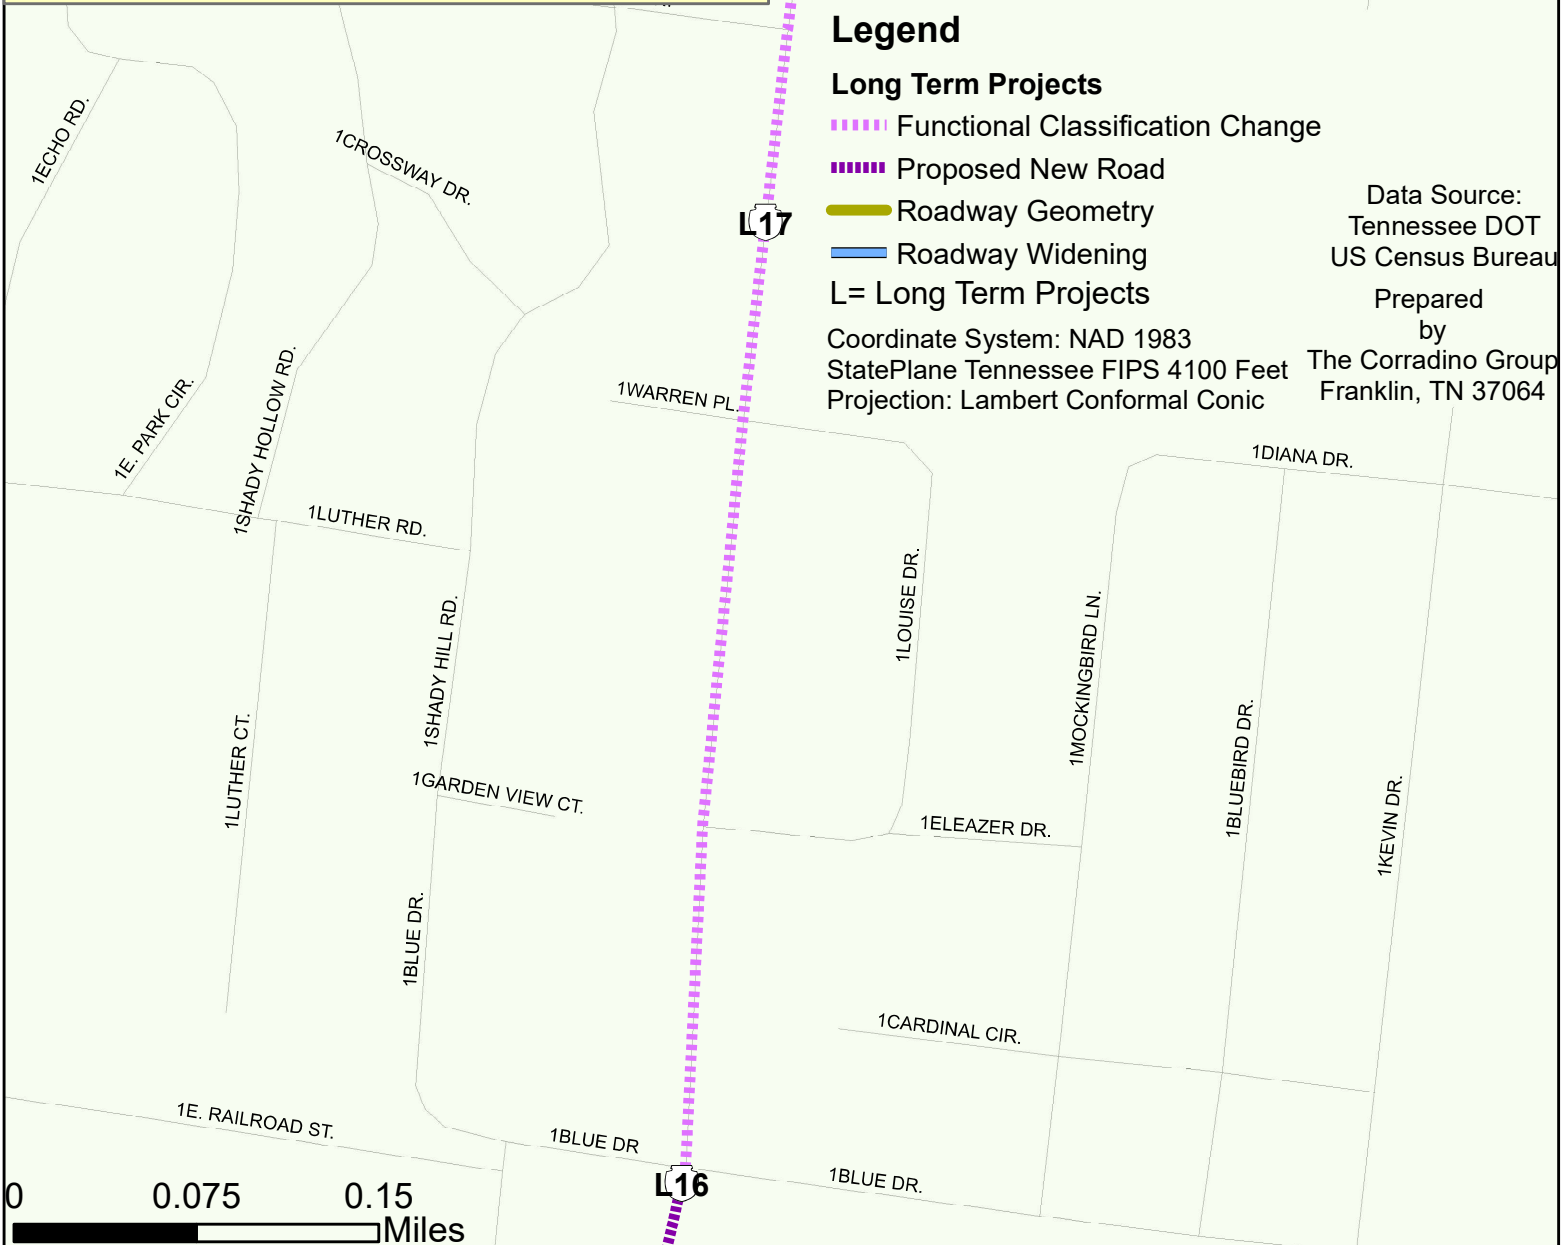 Legend
Long Term Projects
Functional Classification Change
Proposed New Road
Roadway Geometry
Roadway Widening
L= Long Term Projects
Coordinate System: NAD 1983
StatePlane Tennessee FIPS 4100 Feet
Projection: Lambert Conformal Conic
Data Source:
Tennessee DOT
US Census Bureau
Prepared
by
The Corradino Group
Franklin, TN 37064
1ECHO RD.
1CROSSWAY DR.
L17
1E. PARK CIR.
1SHADY HOLLOW RD.
1WARREN PL.
1DIANA DR.
1LUTHER RD.
1LOUISE DR.
1SHADY HILL RD.
1MOCKINGBIRD LN.
1LUTHER CT.
1BLUEBIRD DR.
1GARDEN VIEW CT.
1ELEAZER DR.
1KEVIN DR.
1BLUE DR.
1CARDINAL CIR.
1E. RAILROAD ST.
1BLUE DR
1BLUE DR.
L16
0 0.075 0.15
Miles